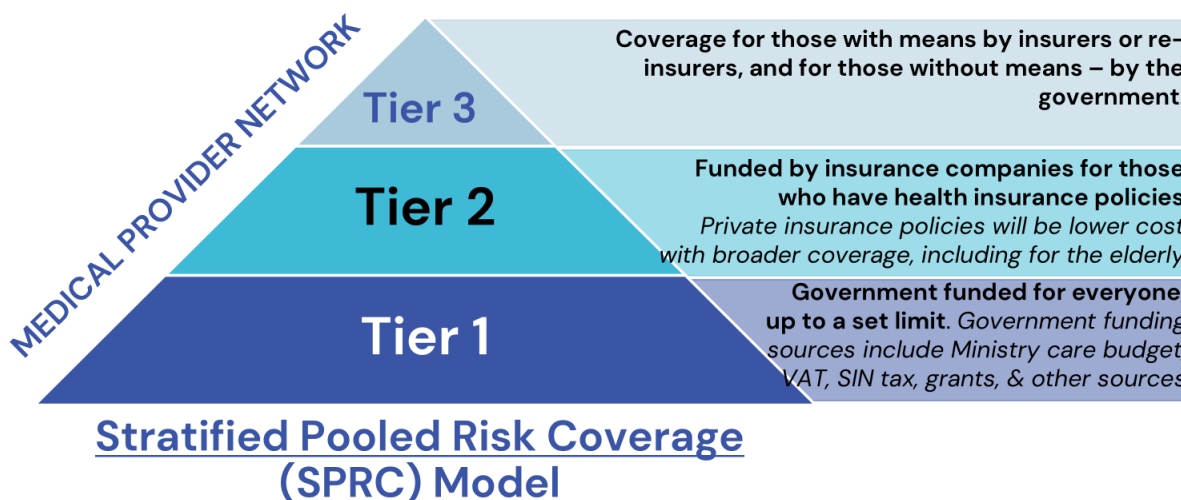 MEDICAL PROVIDER NETWORK
Tier 3
Coverage for those with means by insurers or re-
insurers, and for those without means – by the
government.
Tier 2
Funded by insurance companies for those
who have health insurance policies
Private insurance policies will be lower cost
with broader coverage, including for the elderly
Tier 1
Government funded for everyone
up to a set limit. Government funding
sources include Ministry care budget
VAT, SIN tax, grants, & other sources
Stratified Pooled Risk Coverage
(SPRC) Model